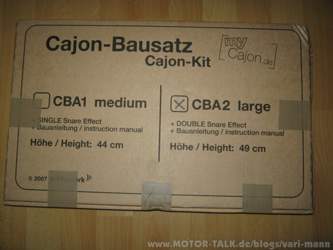 Cajon-Bausatz
Cajon-Kit
my
Cajon.de
CBA1 medium
SINGLE Snare Effect
+ Bauanleitung / instruction manual
Höhe / Height: 44 cm
CBA2 large
+ DOUBLE Snare Effect
+ Bauanleitung / instruction manual
Höhe / Height: 49 cm
© 2007
www.MOTOR-TALK.de/blogs/vari-mann